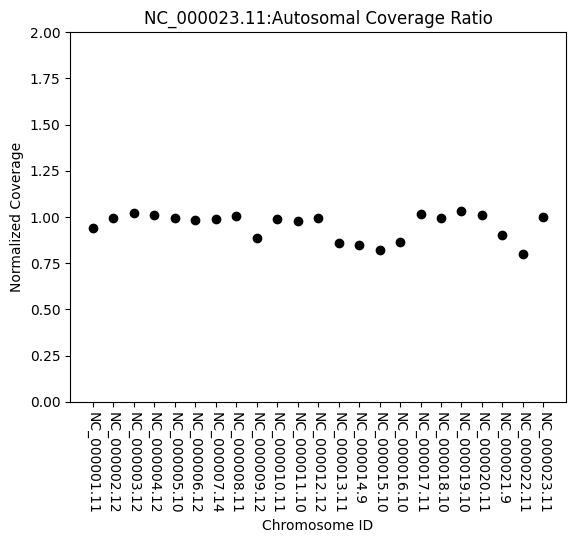 NC_000023.11:Autosomal Coverage Ratio
Normalized Coverage
2.00
1.75
1.50
1.25
1.00
0.75
0.50
0.25
0.00
NC_000001.11
NC_000002.12
NC_000003.12
NC_000004.12
NC_000005.10
NC_000006.12
NC_000007.14
NC_000008.11
NC_000009.12
NC_000010.11
NC_000011.10
NC_000012.12
NC_000013.11
NC_000014.9
NC_000015.10
NC_000016.10
NC_000017.11
NC_000018.10
NC_000019.10
NC_000020.11
NC_000021.9
NC_000022.11
NC_000023.11
Chromosome ID